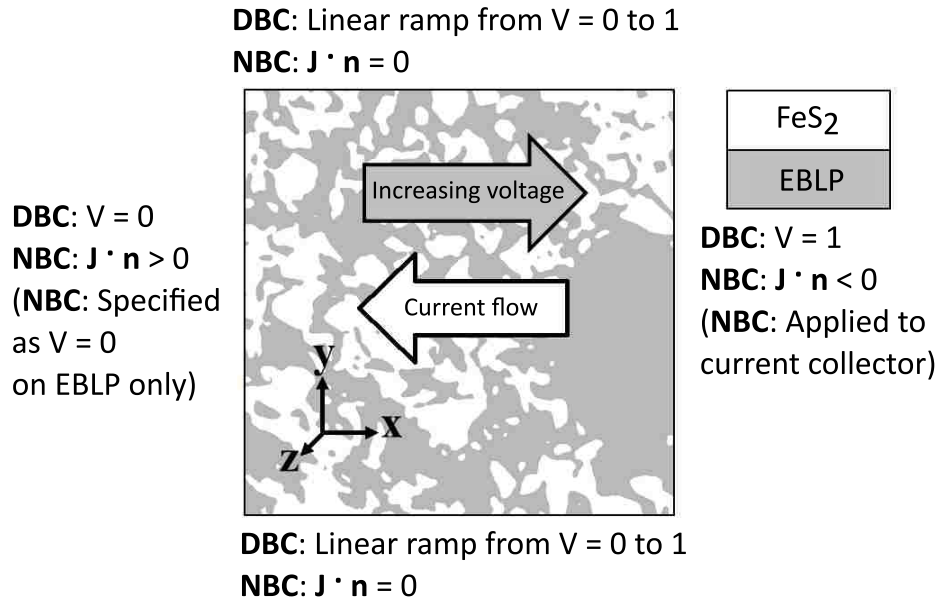 DBC: Linear ramp from V = 0 to 1
NBC: J · n = 0
FeS₂
EBLP
Increasing voltage
DBC: V = 0
NBC: J · n > 0
(NBC: Specified
as V = 0
on EBLP only)
DBC: V = 1
NBC: J · n < 0
(NBC: Applied to
current collector)
Current flow
y
x
z
DBC: Linear ramp from V = 0 to 1
NBC: J · n = 0